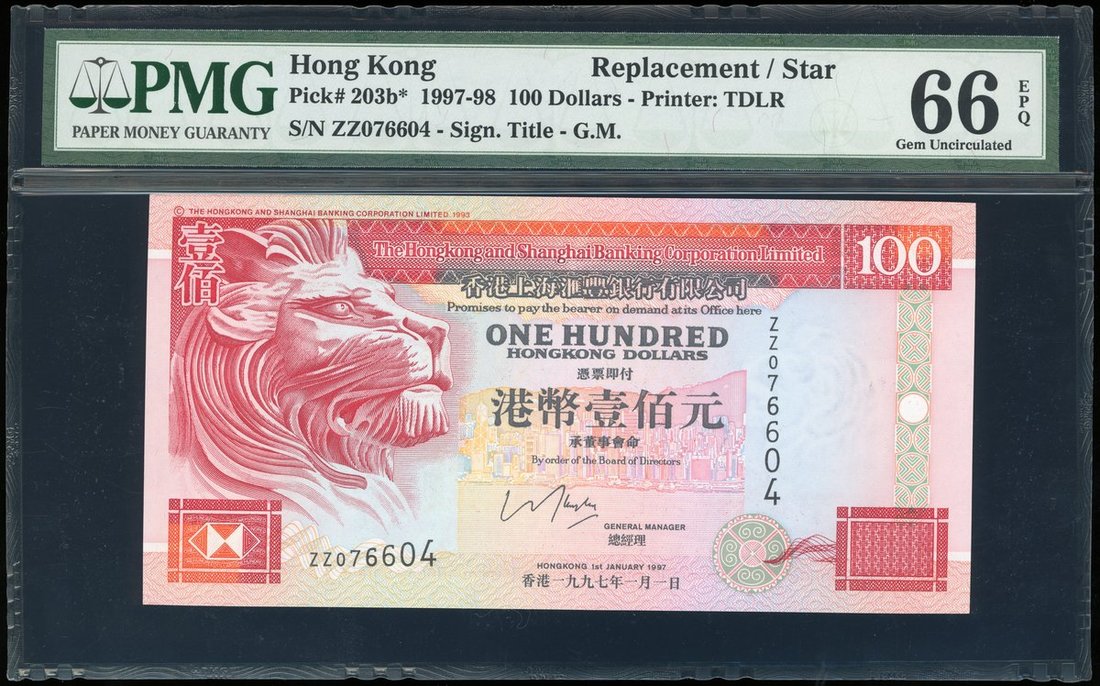 PMG
PAPER MONEY GUARANTY
Hong Kong Replacement / Star
Pick# 203b* 1997-98 100 Dollars - Printer: TDLR
S/N ZZ076604 - Sign. Title - G.M.
66 EPQ
Gem Uncirculated
© THE HONGKONG AND SHANGHAI BANKING CORPORATION LIMITED 1993
壹佰
The Hongkong and Shanghai Banking Corporation Limited
100
香港上海滙豐銀行有限公司
Promises to pay the bearer on demand at its Office here
ONE HUNDRED
HONGKONG DOLLARS
憑票即付
港幣壹佰元
承董事會命
By order of the Board of Directors
ZZ076604
GENERAL MANAGER
總經理
ZZ076604
HONGKONG 1st JANUARY 1997
香港一九九七年一月一日